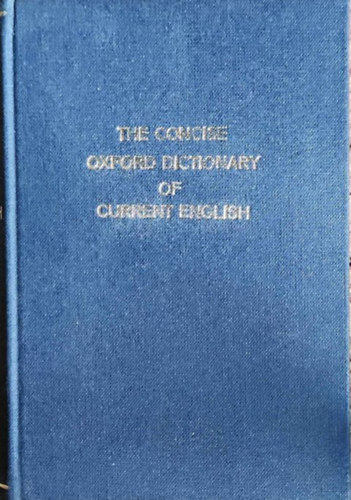 THE CONCISE
OXFORD DICTIONARY
OF
CURRENT ENGLISH